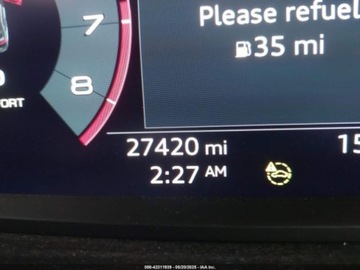 7
Please refuel
35 mi
8
ORT
27420 mi
15
2:27 AM
000-42311939 - 06/20/2025 - IAA Inc.